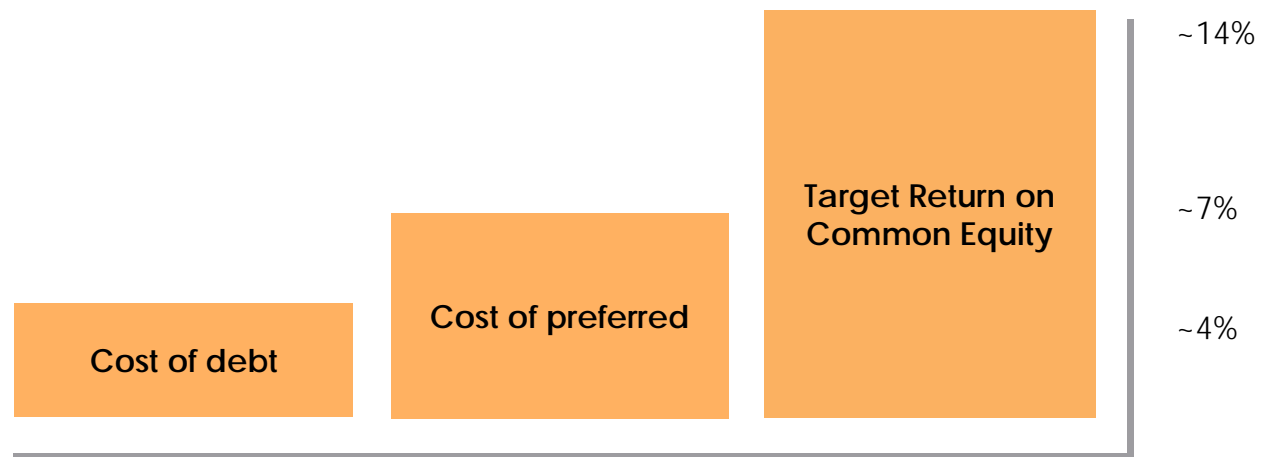 ~14%
Target Return on
Common Equity
~7%
Cost of preferred
~4%
Cost of debt